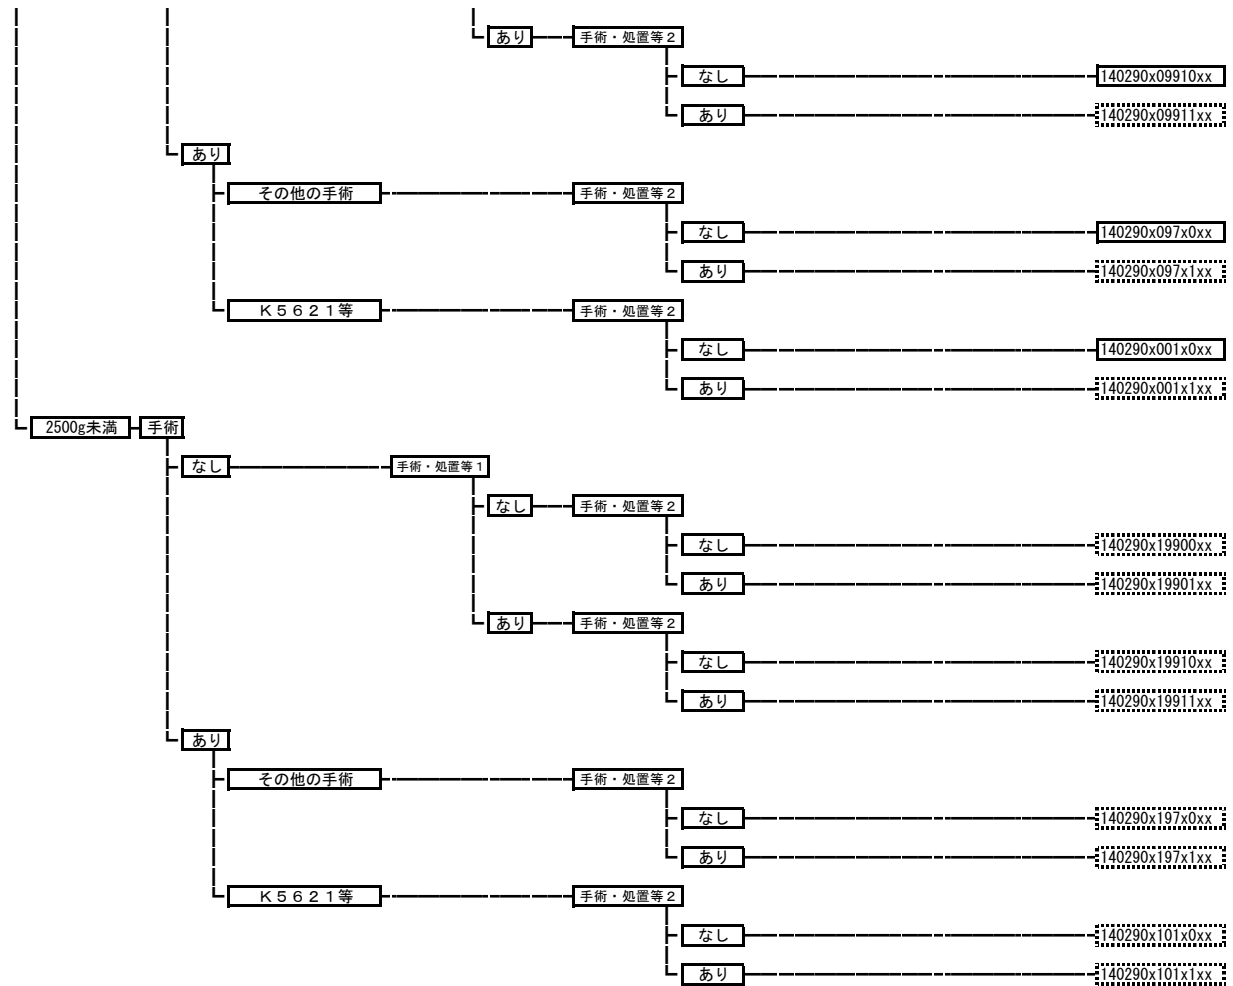 あり 手術・処置等２
なし 140290x09910xx
あり 140290x09911xx
あり
その他の手術 手術・処置等２
なし 140290x097x0xx
あり 140290x097x1xx
Ｋ５６２１等 手術・処置等２
なし 140290x001x0xx
あり 140290x001x1xx
2500g未満 手術
なし 手術・処置等１
なし 手術・処置等２
なし 140290x19900xx
あり 140290x19901xx
あり 手術・処置等２
なし 140290x19910xx
あり 140290x19911xx
あり
その他の手術 手術・処置等２
なし 140290x197x0xx
あり 140290x197x1xx
Ｋ５６２１等 手術・処置等２
なし 140290x101x0xx
あり 140290x101x1xx